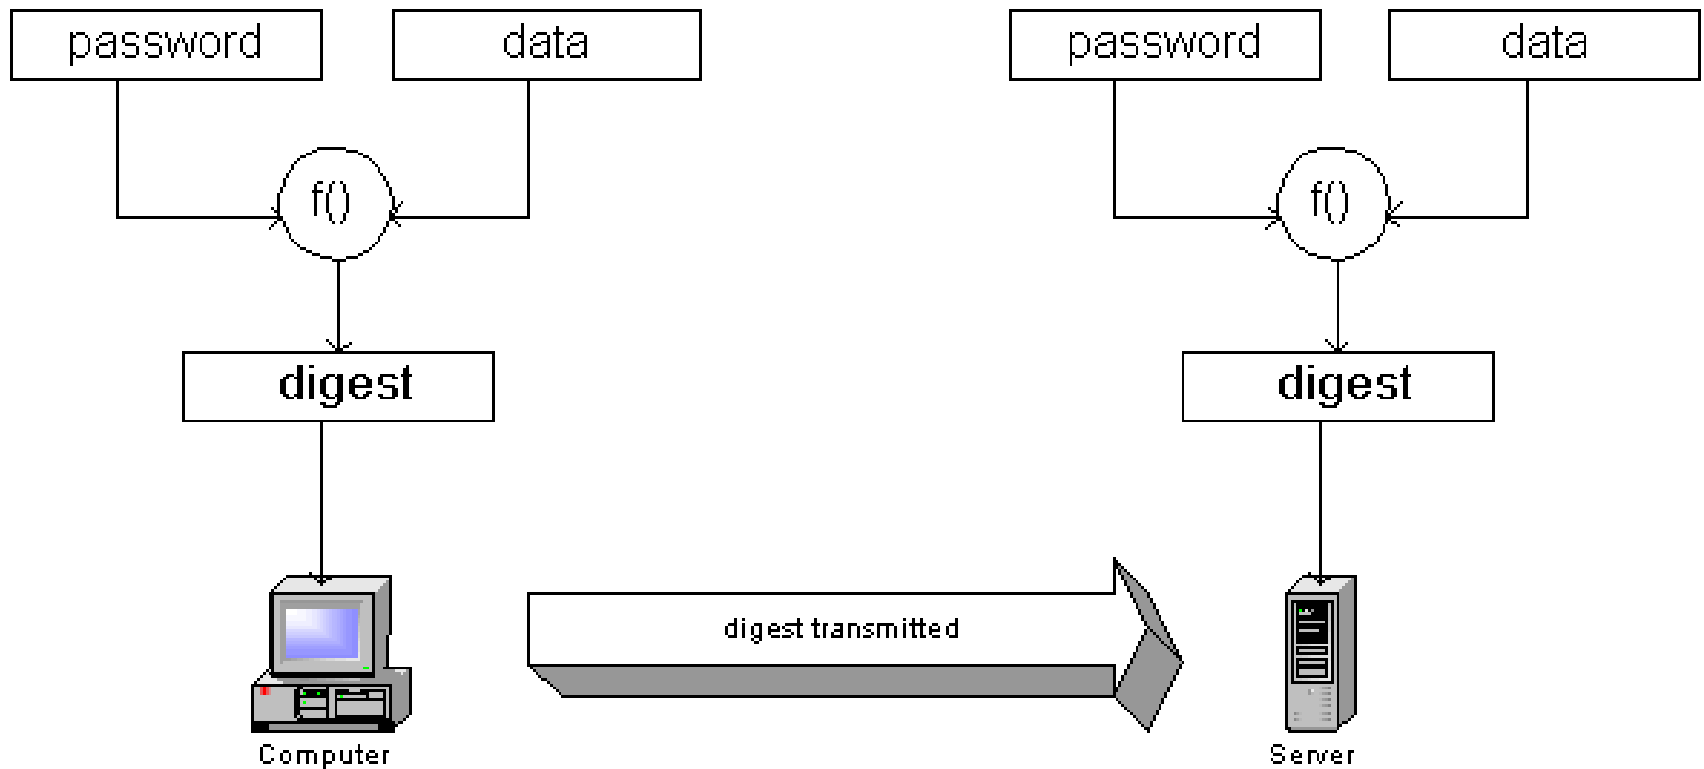 password
data
password
data
f()
f()
digest
digest
digest transmitted
Computer
Server